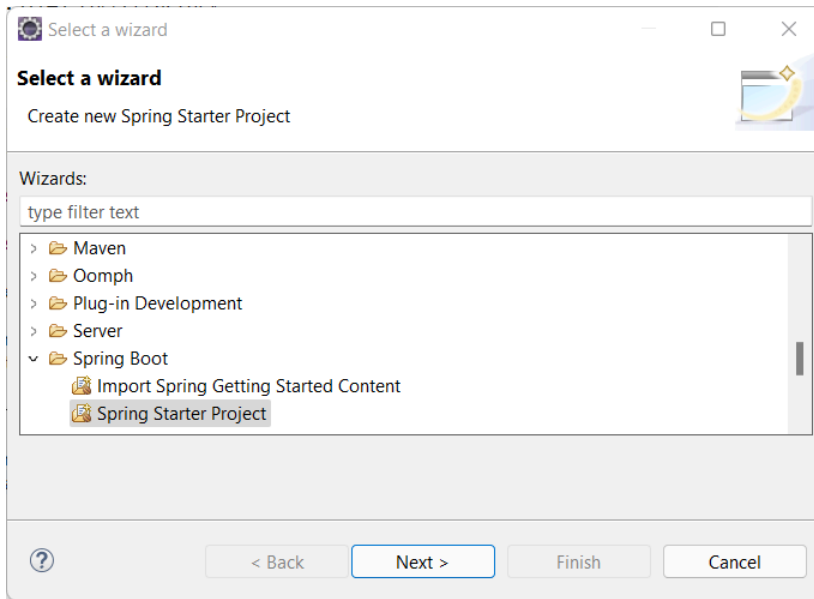 Select a wizard
Select a wizard
Create new Spring Starter Project
Wizards:
type filter text
Maven
Oomph
Plug-in Development
Server
Spring Boot
Import Spring Getting Started Content
Spring Starter Project
? < Back Next > Finish Cancel